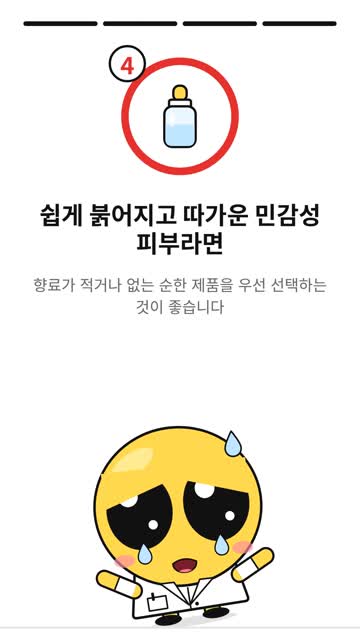 4
쉽게 붉어지고 따가운 민감성
피부라면
향료가 적거나 없는 순한 제품을 우선 선택하는
것이 좋습니다